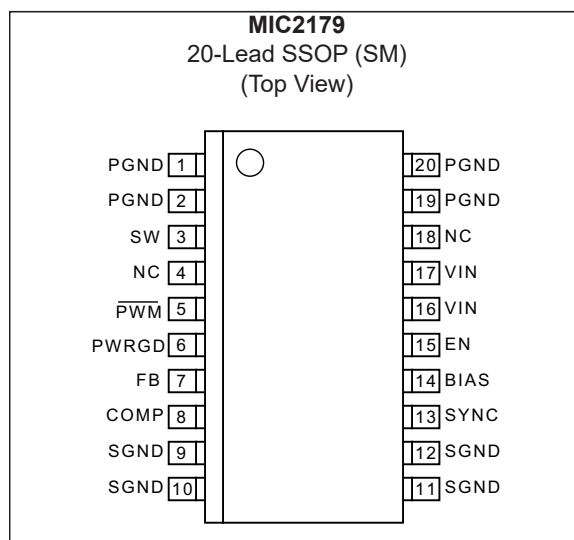 MIC2179
20-Lead SSOP (SM)
(Top View)
PGND 1 20 PGND
PGND 2 19 PGND
SW 3 18 NC
NC 4 17 VIN
PWM 5 16 VIN
PWRGD 6 15 EN
FB 7 14 BIAS
COMP 8 13 SYNC
SGND 9 12 SGND
SGND 10 11 SGND